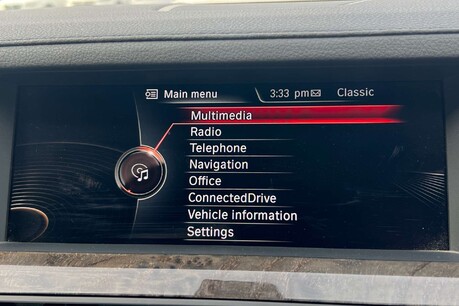 Main menu 3:33 pm Classic
Multimedia
Radio
Telephone
Navigation
Office
ConnectedDrive
Vehicle information
Settings